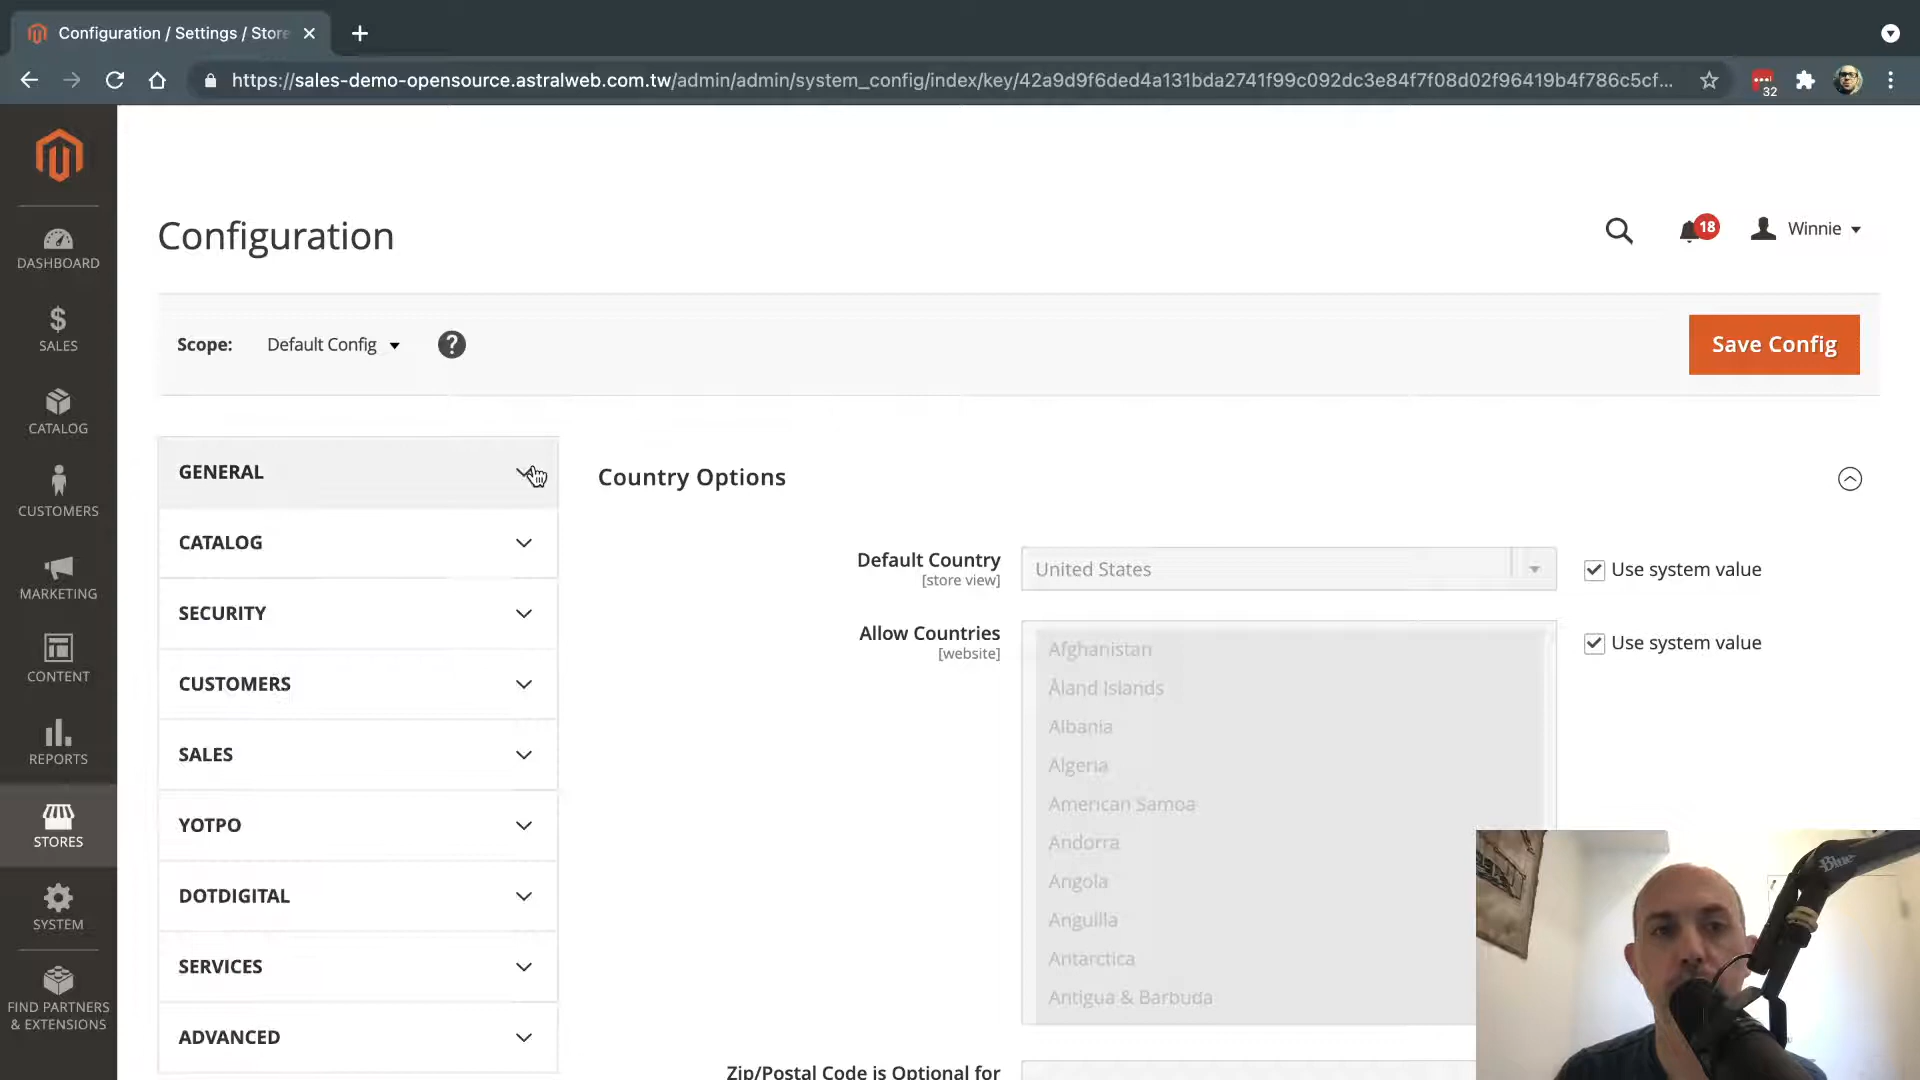 Configuration / Settings / Store
https://sales-demo-opensource.astralweb.com.tw/admin/admin/system_config/index/key/42a9d9f6ded4a131bda2741f99c092dc3e84f7f08d02f96419b4f786c5cf...
32
DASHBOARD
SALES
CATALOG
CUSTOMERS
MARKETING
CONTENT
REPORTS
STORES
SYSTEM
FIND PARTNERS
& EXTENSIONS
Configuration
18
Winnie
Scope:
Default Config
?
Save Config
GENERAL
CATALOG
SECURITY
CUSTOMERS
SALES
YOTPO
DOTDIGITAL
SERVICES
ADVANCED
Country Options
Default Country
[store view]
United States
Use system value
Allow Countries
[website]
Use system value
Afghanistan
Åland Islands
Albania
Algeria
American Samoa
Andorra
Angola
Anguilla
Antarctica
Antigua & Barbuda
Zip/Postal Code is Optional for
Blue